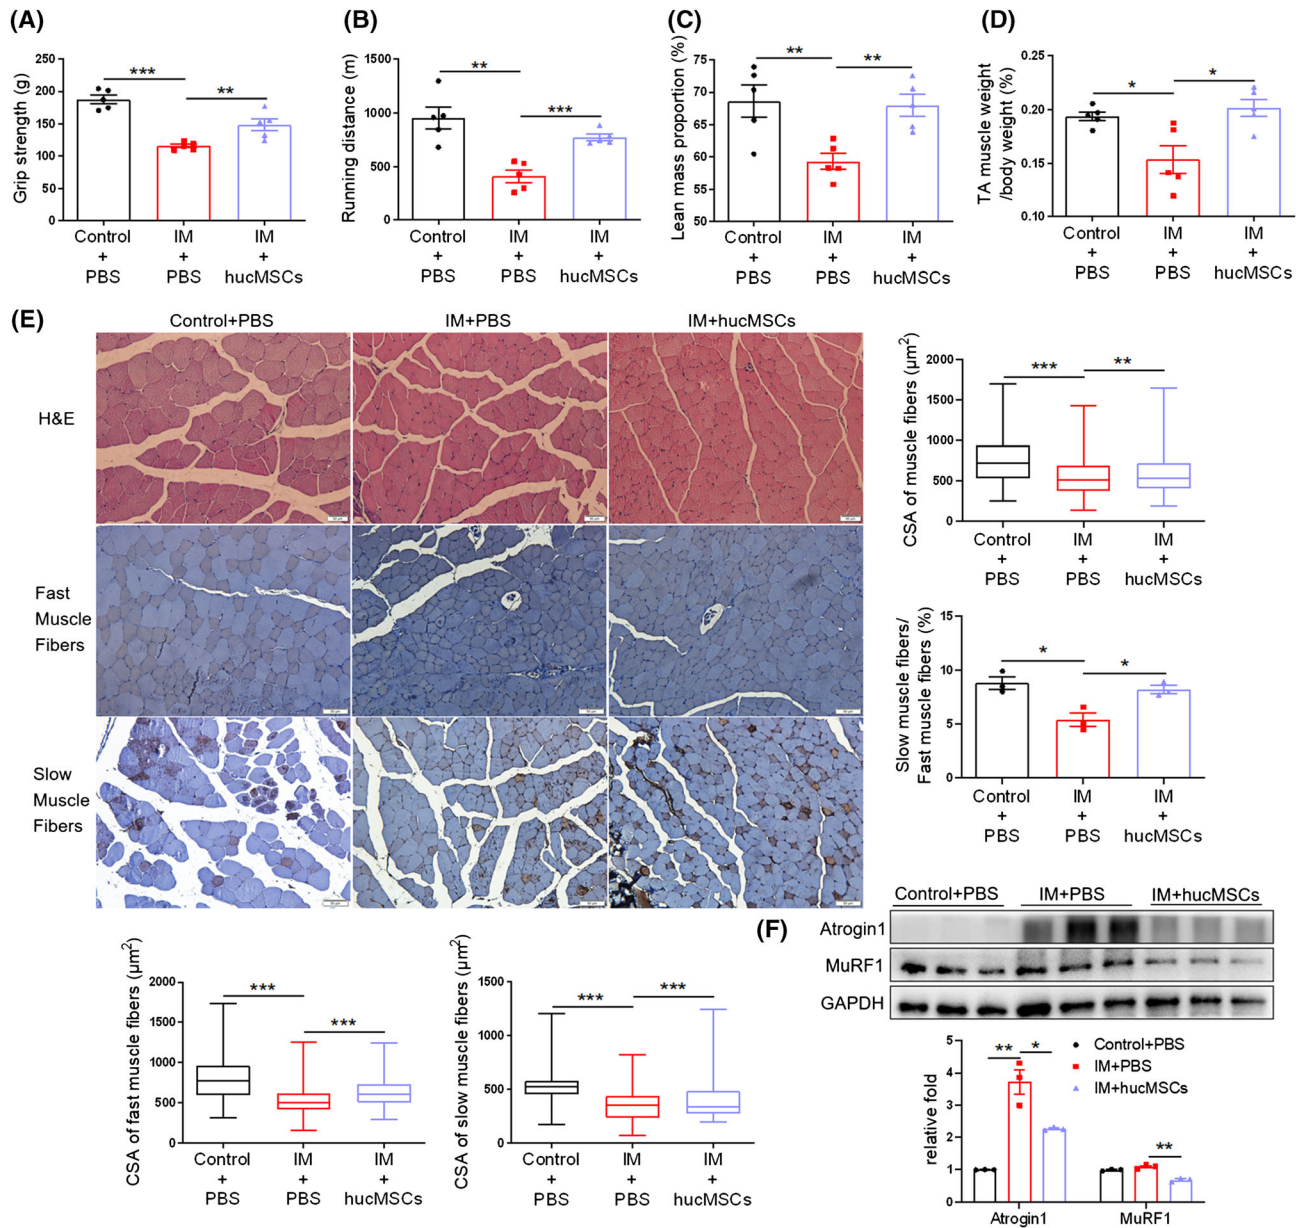 (A)
Grip strength (g)
250
200
150
100
50
0
***
**
Control
+
PBS
IM
+
PBS
IM
+
hucMSCs
(B)
Running distance (m)
1500
1000
500
0
**
***
Control
+
PBS
IM
+
PBS
IM
+
hucMSCs
(C)
Lean mass proportion (%)
75
70
65
60
55
50
**
**
Control
+
PBS
IM
+
PBS
IM
+
hucMSCs
(D)
TA muscle weight
/body weight (%)
0.25
0.20
0.15
0.10
*
*
Control
+
PBS
IM
+
PBS
IM
+
hucMSCs
(E)
Control+PBS
IM+PBS
IM+hucMSCs
H&E
Fast
Muscle
Fibers
Slow
Muscle
Fibers
CSA of muscle fibers (μm²)
2000
1500
1000
500
0
***
**
Control
+
PBS
IM
+
PBS
IM
+
hucMSCs
Slow muscle fibers/
Fast muscle fibers (%)
15
10
5
0
*
*
Control
+
PBS
IM
+
PBS
IM
+
hucMSCs
CSA of fast muscle fibers (μm²)
2000
1500
1000
500
0
***
***
Control
+
PBS
IM
+
PBS
IM
+
hucMSCs
CSA of slow muscle fibers (μm²)
1500
1000
500
0
***
***
Control
+
PBS
IM
+
PBS
IM
+
hucMSCs
(F)
Control+PBS
IM+PBS
IM+hucMSCs
Atrogin1
MuRF1
GAPDH
relative fold
5
4
3
2
1
0
**
*
**
Control+PBS
IM+PBS
IM+hucMSCs
Atrogin1
MuRF1